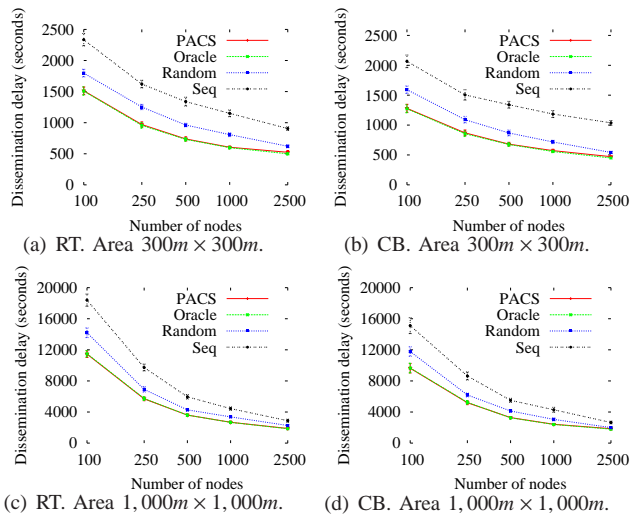 PACS
Oracle
Random
Seq
Dissemination delay (seconds)
2500
2000
1500
1000
500
0
100 250 500 1000 2500
Number of nodes
(a) RT. Area 300m × 300m.
PACS
Oracle
Random
Seq
Dissemination delay (seconds)
2500
2000
1500
1000
500
0
100 250 500 1000 2500
Number of nodes
(b) CB. Area 300m × 300m.
PACS
Oracle
Random
Seq
Dissemination delay (seconds)
20000
16000
12000
8000
4000
0
100 250 500 1000 2500
Number of nodes
(c) RT. Area 1, 000m × 1, 000m.
PACS
Oracle
Random
Seq
Dissemination delay (seconds)
20000
16000
12000
8000
4000
0
100 250 500 1000 2500
Number of nodes
(d) CB. Area 1, 000m × 1, 000m.